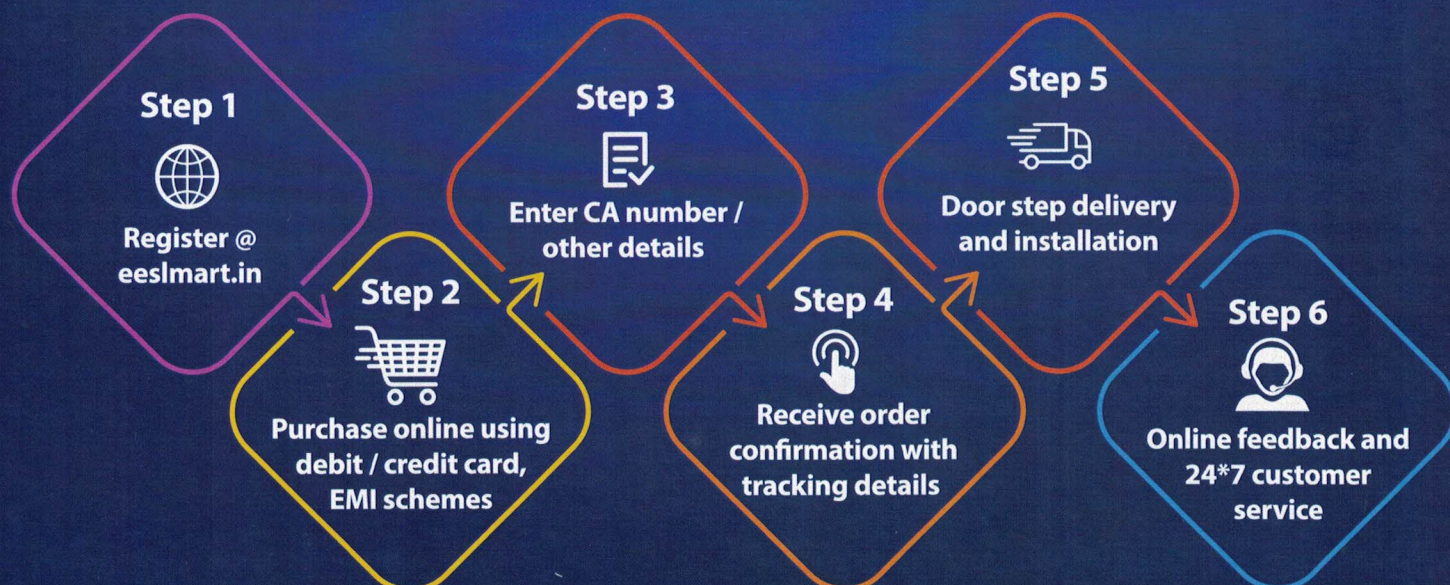 Step 1
Register @
eeslmart.in
Step 2
Purchase online using
debit / credit card,
EMI schemes
Step 3
Enter CA number /
other details
Step 4
Receive order
confirmation with
tracking details
Step 5
Door step delivery
and installation
Step 6
Online feedback and
24*7 customer
service